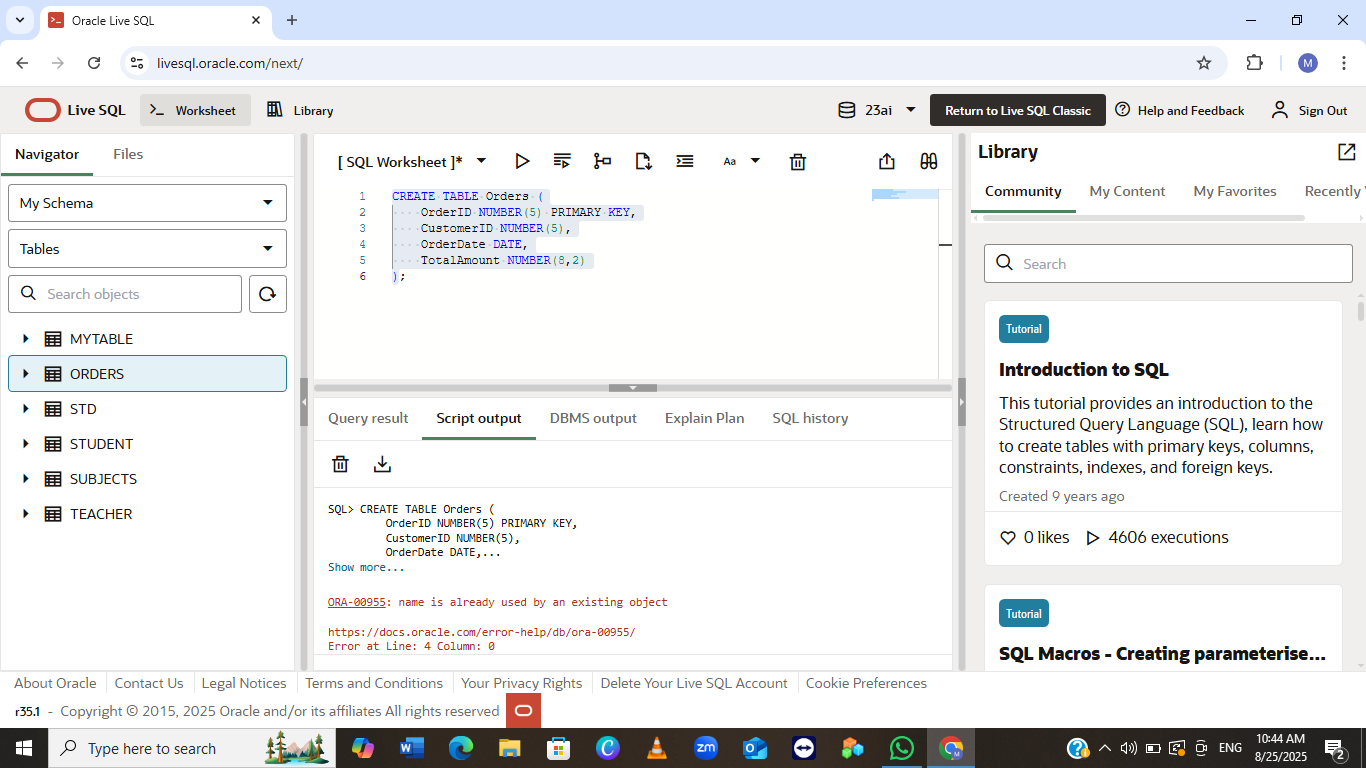 Oracle Live SQL
livesql.oracle.com/next/
M
Live SQL
Worksheet
Library
23ai
Return to Live SQL Classic
Help and Feedback
Sign Out
Navigator
Files
My Schema
Tables
Search objects
MYTABLE
ORDERS
STD
STUDENT
SUBJECTS
TEACHER
[ SQL Worksheet ]*
Aa
1 CREATE TABLE Orders (
2 OrderID NUMBER(5) PRIMARY KEY,
3 CustomerID NUMBER(5),
4 OrderDate DATE,
5 TotalAmount NUMBER(8,2)
6 );
Query result
Script output
DBMS output
Explain Plan
SQL history
SQL> CREATE TABLE Orders (
OrderID NUMBER(5) PRIMARY KEY,
CustomerID NUMBER(5),
OrderDate DATE,...
Show more...
ORA-00955: name is already used by an existing object
https://docs.oracle.com/error-help/db/ora-00955/
Error at Line: 4 Column: 0
Library
Community
My Content
My Favorites
Recently
Search
Tutorial
Introduction to SQL
This tutorial provides an introduction to the
Structured Query Language (SQL), learn how
to create tables with primary keys, columns,
constraints, indexes, and foreign keys.
Created 9 years ago
0 likes
4606 executions
Tutorial
SQL Macros - Creating parameterise...
About Oracle
Contact Us
Legal Notices
Terms and Conditions
Your Privacy Rights
Delete Your Live SQL Account
Cookie Preferences
r35.1 - Copyright © 2015, 2025 Oracle and/or its affiliates All rights reserved
Type here to search
zm
ENG
10:44 AM
8/25/2025
2